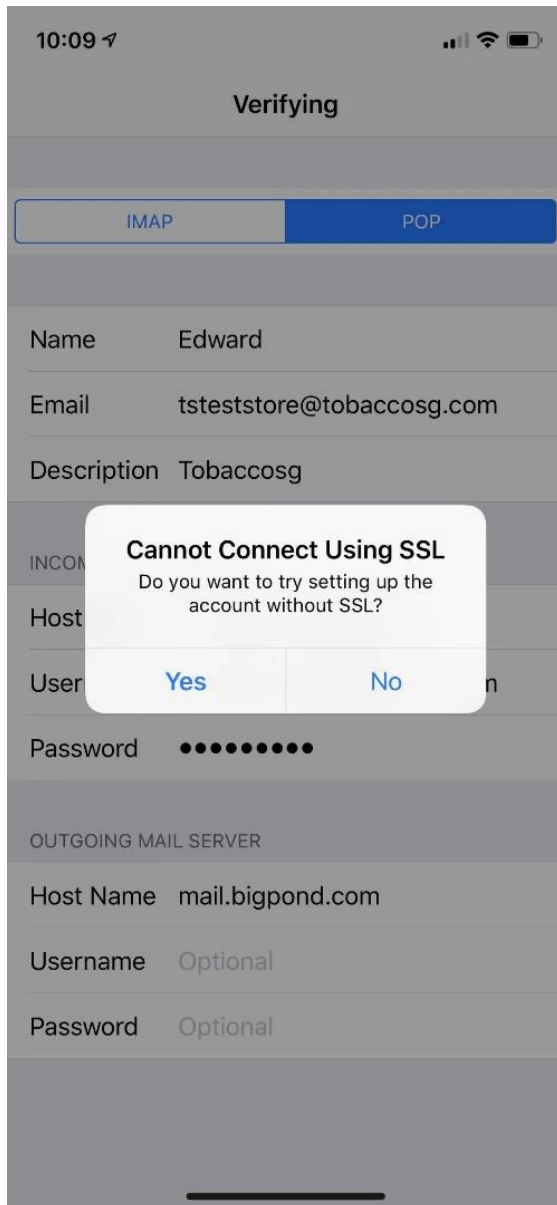 10:09
Verifying
IMAP POP
Name Edward
Email tsteststore@tobaccosg.com
Description Tobaccosg
Cannot Connect Using SSL
Do you want to try setting up the
account without SSL?
Yes No
Host
User
Password
OUTGOING MAIL SERVER
Host Name mail.bigpond.com
Username Optional
Password Optional